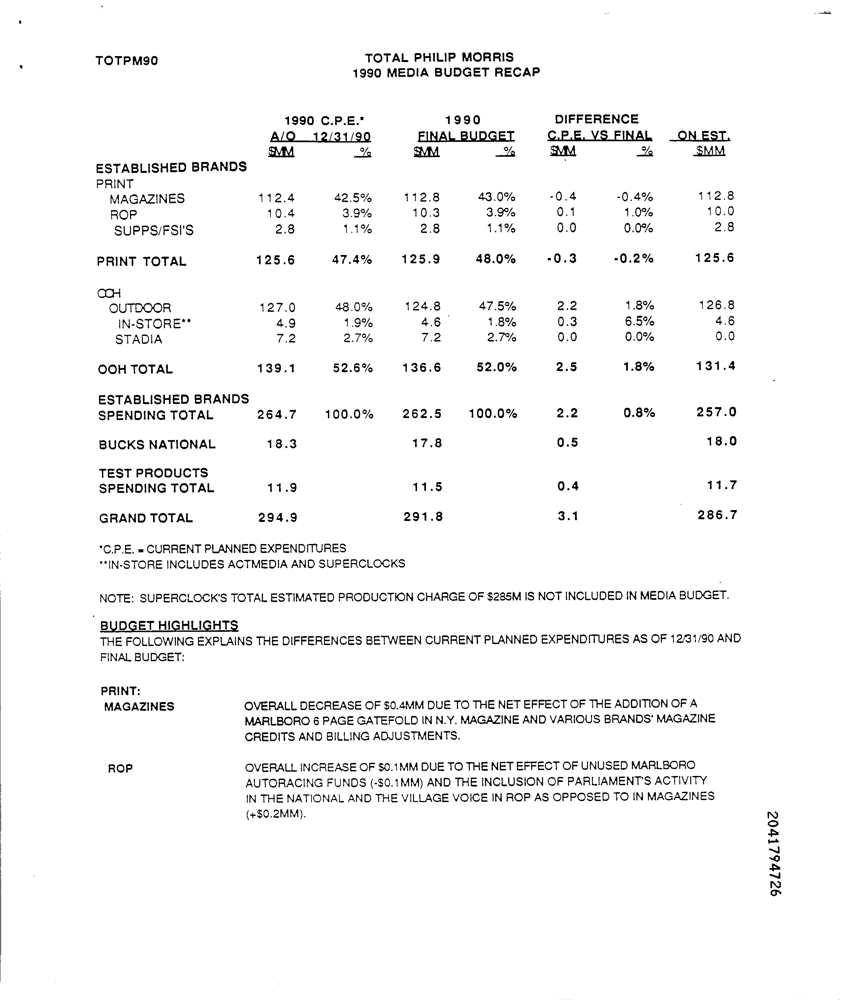 TOTPM90 TOTAL PHILIP MORRIS
1990 MEDIA BUDGET RECAP
1990 C.P.E.* 1990 DIFFERENCE
A/O 12/31/90 FINAL BUDGET C.P.E. VS FINAL ON EST.
$MM % $MM % $MM % $MM
ESTABLISHED BRANDS
PRINT
MAGAZINES 112.4 42.5% 112.8 43.0% -0.4 -0.4% 112.8
ROP 10.4 3.9% 10.3 3.9% 0.1 1.0% 10.0
SUPPS/FSI'S 2.8 1.1% 2.8 1.1% 0.0 0.0% 2.8
PRINT TOTAL 125.6 47.4% 125.9 48.0% -0.3 -0.2% 125.6
OOH
OUTDOOR 127.0 48.0% 124.8 47.5% 2.2 1.8% 126.8
IN-STORE** 4.9 1.9% 4.6 1.8% 0.3 6.5% 4.6
STADIA 7.2 2.7% 7.2 2.7% 0.0 0.0% 0.0
OOH TOTAL 139.1 52.6% 136.6 52.0% 2.5 1.8% 131.4
ESTABLISHED BRANDS
SPENDING TOTAL 264.7 100.0% 262.5 100.0% 2.2 0.8% 257.0
BUCKS NATIONAL 18.3 17.8 0.5 18.0
TEST PRODUCTS
SPENDING TOTAL 11.9 11.5 0.4 11.7
GRAND TOTAL 294.9 291.8 3.1 286.7
*C.P.E. = CURRENT PLANNED EXPENDITURES
**IN-STORE INCLUDES ACTMEDIA AND SUPERCLOCKS
NOTE: SUPERCLOCK'S TOTAL ESTIMATED PRODUCTION CHARGE OF $285M IS NOT INCLUDED IN MEDIA BUDGET.
BUDGET HIGHLIGHTS
THE FOLLOWING EXPLAINS THE DIFFERENCES BETWEEN CURRENT PLANNED EXPENDITURES AS OF 12/31/90 AND
FINAL BUDGET:
PRINT:
MAGAZINES OVERALL DECREASE OF $0.4MM DUE TO THE NET EFFECT OF THE ADDITION OF A
MARLBORO 6 PAGE GATEFOLD IN N.Y. MAGAZINE AND VARIOUS BRANDS' MAGAZINE
CREDITS AND BILLING ADJUSTMENTS.
ROP OVERALL INCREASE OF $0.1MM DUE TO THE NET EFFECT OF UNUSED MARLBORO
AUTORACING FUNDS (-$0.1MM) AND THE INCLUSION OF PARLIAMENT'S ACTIVITY
IN THE NATIONAL AND THE VILLAGE VOICE IN ROP AS OPPOSED TO IN MAGAZINES
(+$0.2MM).
2041794726